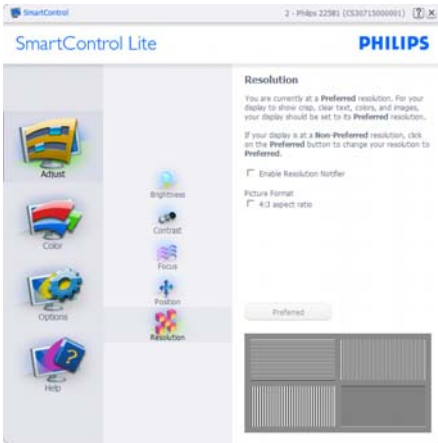 SmartControl
2 - Philips 225B1 (CS30715000001)
SmartControl Lite
PHILIPS
Adjust
Color
Options
Help
Brightness
Contrast
Focus
Position
Resolution
Resolution
You are currently at a Preferred resolution. For your
display to show crisp, clear text, colors, and images,
your display should be set to its Preferred resolution.
If your display is at a Non-Preferred resolution, click
on the Preferred button to change your resolution to
Preferred.
Enable Resolution Notifier
Picture Format
4:3 aspect ratio
Preferred